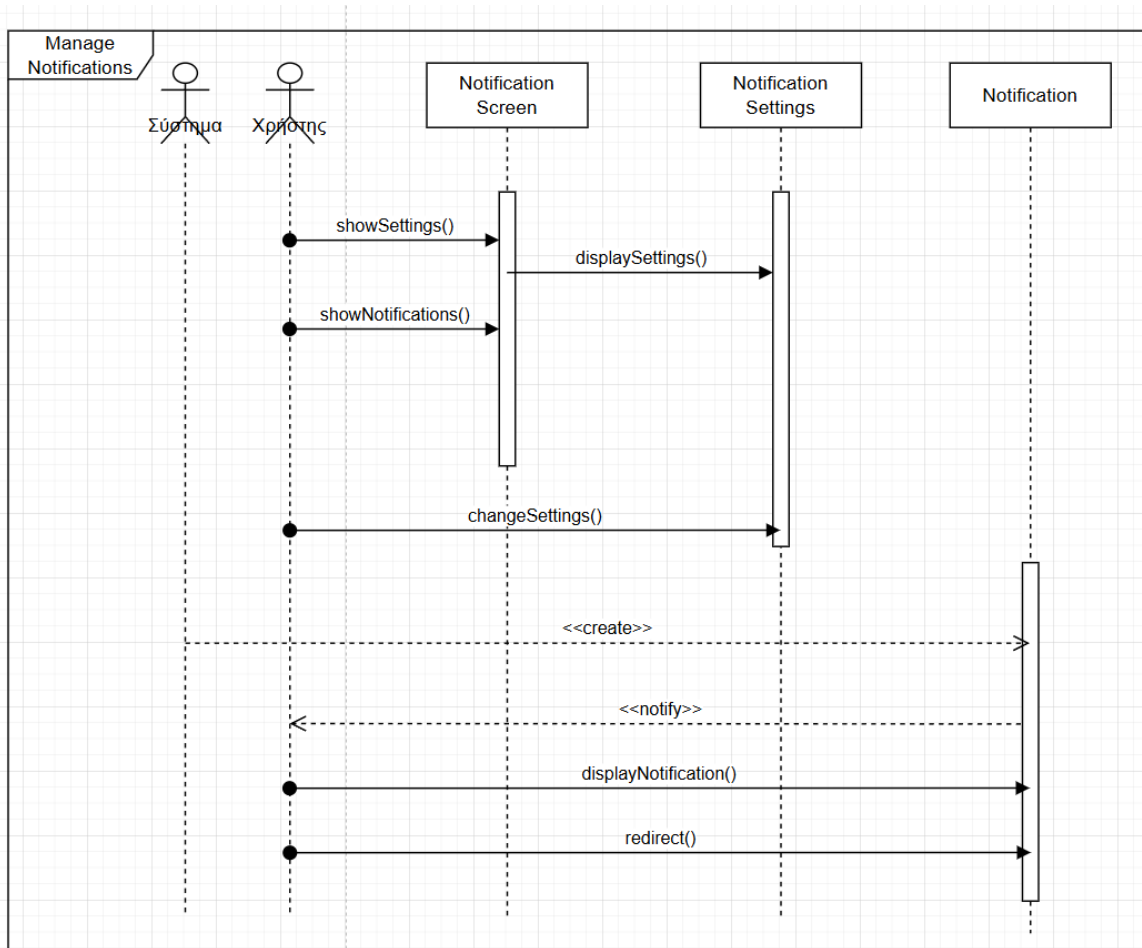 Manage
Notifications
Σύστημα
Χρήστης
Notification
Screen
Notification
Settings
Notification
showSettings()
displaySettings()
showNotifications()
changeSettings()
<<create>>
<<notify>>
displayNotification()
redirect()